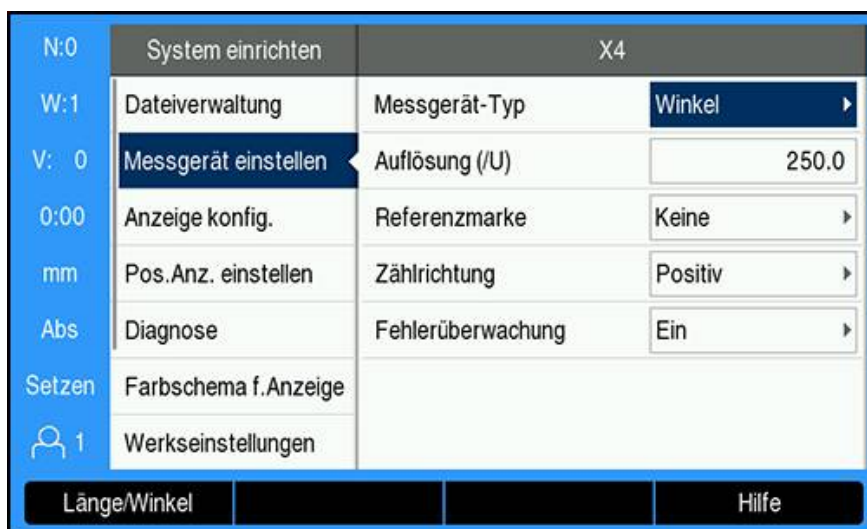 N:0 System einrichten X4
W:1 Dateiverwaltung Messgerät-Typ Winkel
V: 0 Messgerät einstellen Auflösung (/U) 250.0
0:00 Anzeige konfig. Referenzmarke Keine
mm Pos.Anz. einstellen Zählrichtung Positiv
Abs Diagnose Fehlerüberwachung Ein
Setzen Farbschema f.Anzeige
1 Werkseinstellungen
Länge/Winkel Hilfe